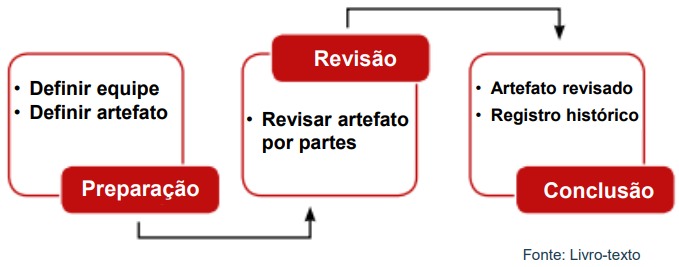 • Definir equipe
• Definir artefato
Preparação
Revisão
• Revisar artefato
por partes
• Artefato revisado
• Registro histórico
Conclusão
Fonte: Livro-texto